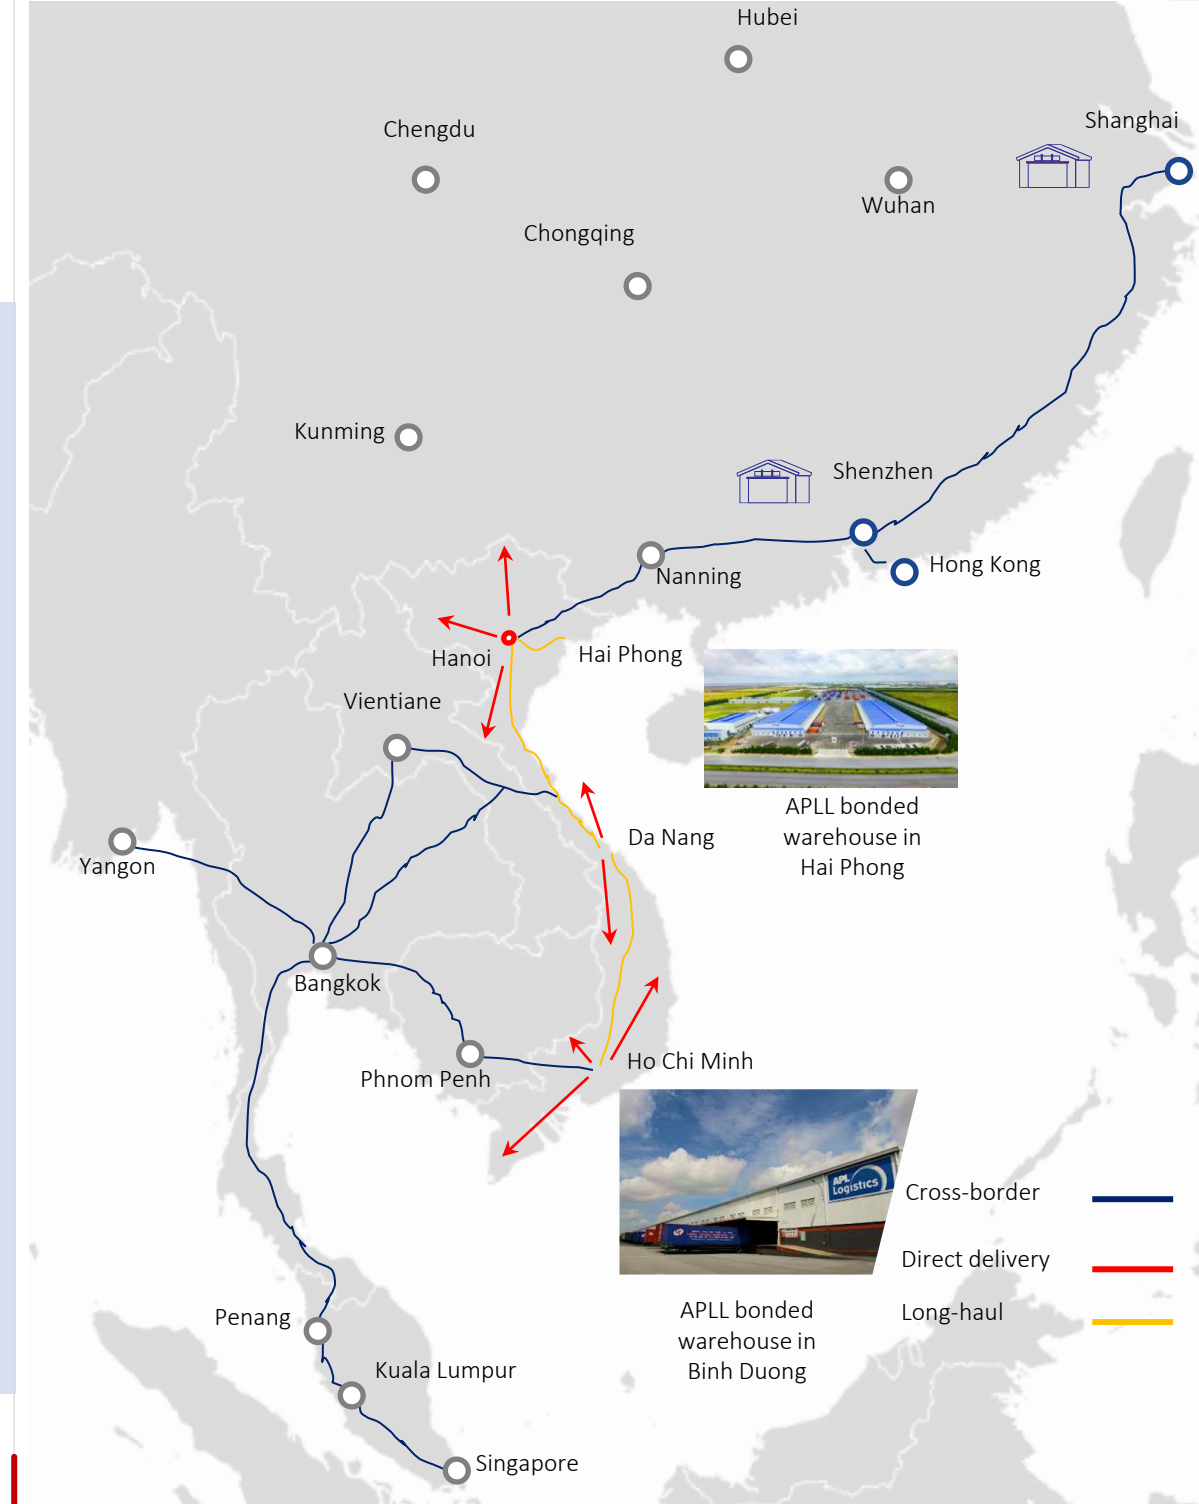 Hubei
Shanghai
Chengdu
Wuhan
Chongqing
Kunming
Shenzhen
Hong Kong
Nanning
Hanoi
Hai Phong
Vientiane
APLL bonded
warehouse in
Hai Phong
Da Nang
Yangon
Bangkok
Ho Chi Minh
Phnom Penh
APL
Logistics
Cross-border
Direct delivery
Long-haul
APLL bonded
warehouse in
Binh Duong
Penang
Kuala Lumpur
Singapore